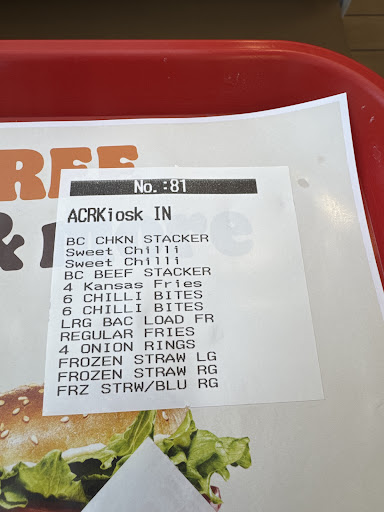 REE
& more
No. :81
ACRKiosk IN
BC CHKN STACKER
Sweet Chilli
Sweet Chilli
BC BEEF STACKER
4 Kansas Fries
6 CHILLI BITES
6 CHILLI BITES
LRG BAC LOAD FR
REGULAR FRIES
4 ONION RINGS
FROZEN STRAW LG
FROZEN STRAW RG
FRZ STRW/BLU RG